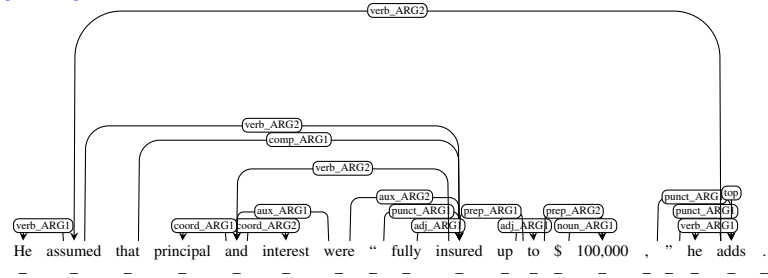 verb_ARG2
verb_ARG2
comp_ARG1
verb_ARG2
aux_ARG2 punct_ARG1 top
aux_ARG1 punct_ARG1 prep_ARG1 prep_ARG2 punct_ARG1
verb_ARG1 coord_ARG1 coord_ARG2 adj_ARG1 adj_ARG1 noun_ARG1 verb_ARG1
He assumed that principal and interest were “ fully insured up to $ 100,000 , ” he adds .